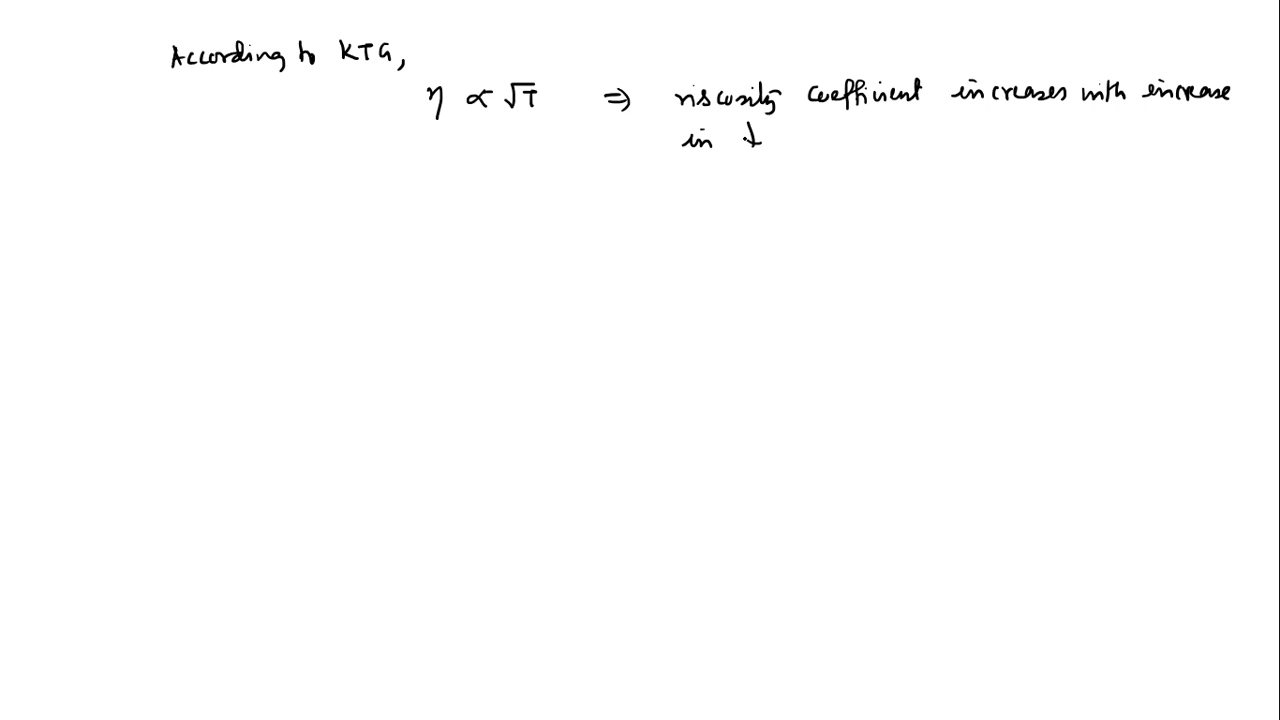 According to KTG,
η ∝ √T ⇒ viscosity coefficient increases with increase
in